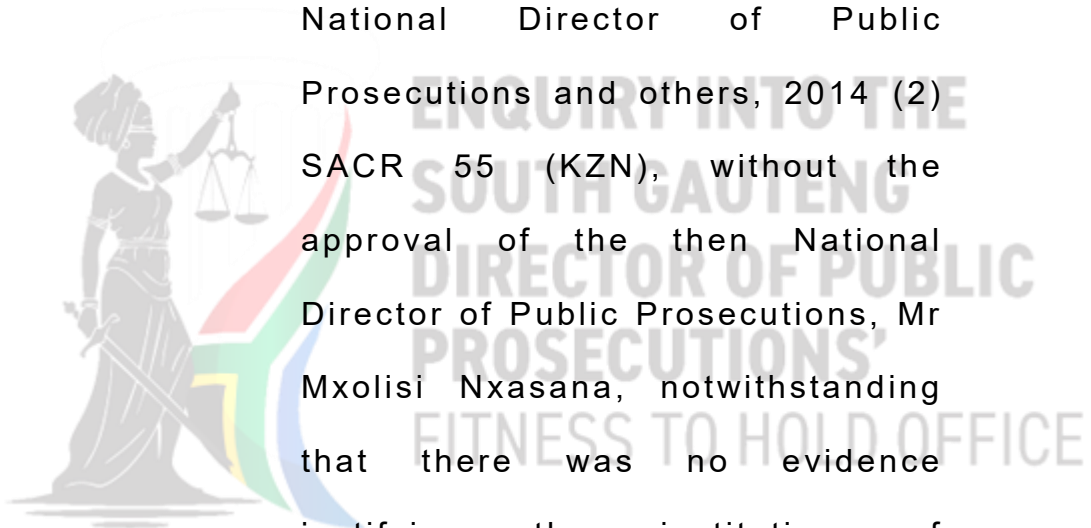 National Director of Public
Prosecutions and others, 2014 (2)
SACR 55 (KZN), without the
approval of the then National
Director of Public Prosecutions, Mr
Mxolisi Nxasana, notwithstanding
that there was no evidence
ENQUIRY INTO THE
SOUTH GAUTENG
DIRECTOR OF PUBLIC
PROSECUTIONS'
FITNESS TO HOLD OFFICE